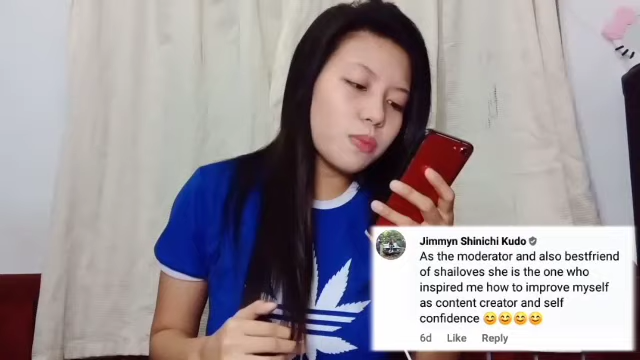 Jimmyn Shinichi Kudo
As the moderator and also bestfriend
of shailoves she is the one who
inspired me how to improve myself
as content creator and self
confidence 😊😊😊😊
6d Like Reply